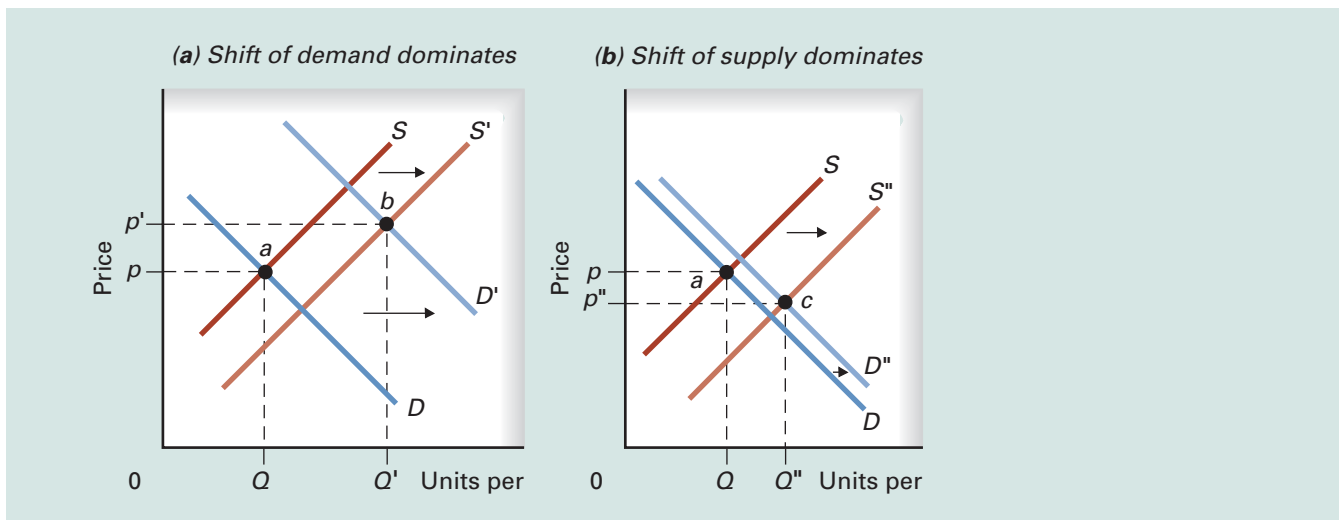 (a) Shift of demand dominates
S
S'
b
p'
a
p
Price
D'
D
0
Q
Q'
Units per
(b) Shift of supply dominates
S
S"
p
a
p"
c
Price
D"
D
0
Q
Q"
Units per